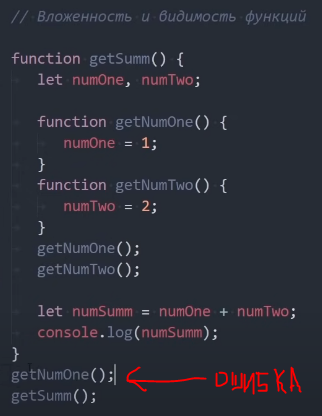 // Вложенность и видимость функций
function getSumm() {
let numOne, numTwo;
function getNumOne() {
numOne = 1;
}
function getNumTwo() {
numTwo = 2;
}
getNumOne();
getNumTwo();
let numSumm = numOne + numTwo;
console.log(numSumm);
}
getNumOne(); ОШИБКА
getSumm();